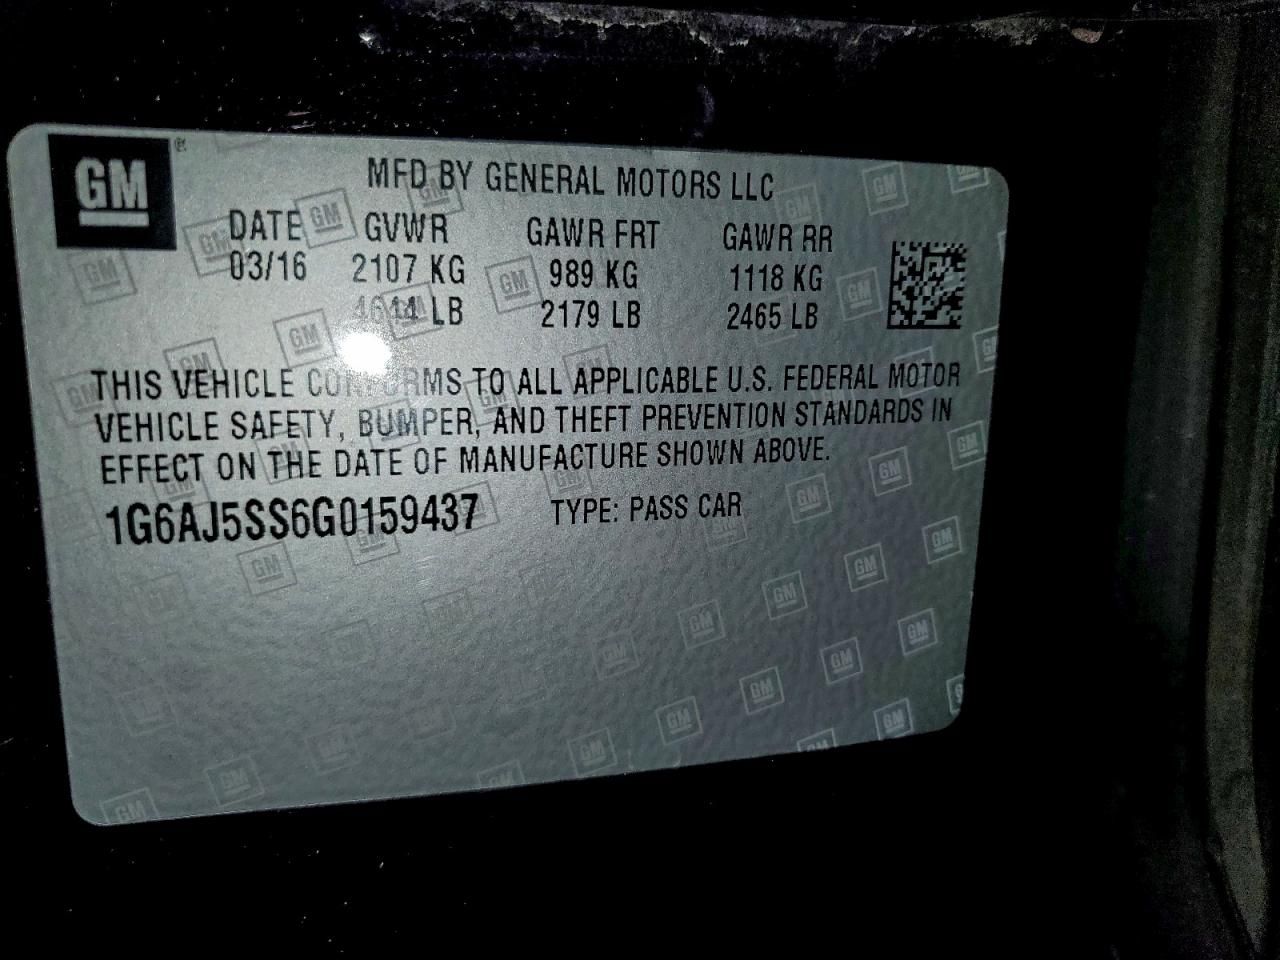 GM
MFD BY GENERAL MOTORS LLC
DATE GVWR GAWR FRT GAWR RR
03/16 2107 KG 989 KG 1118 KG
4644 LB 2179 LB 2465 LB
THIS VEHICLE CONFORMS TO ALL APPLICABLE U.S. FEDERAL MOTOR
VEHICLE SAFETY, BUMPER, AND THEFT PREVENTION STANDARDS IN
EFFECT ON THE DATE OF MANUFACTURE SHOWN ABOVE.
1G6AJ5SS6G0159437 TYPE: PASS CAR